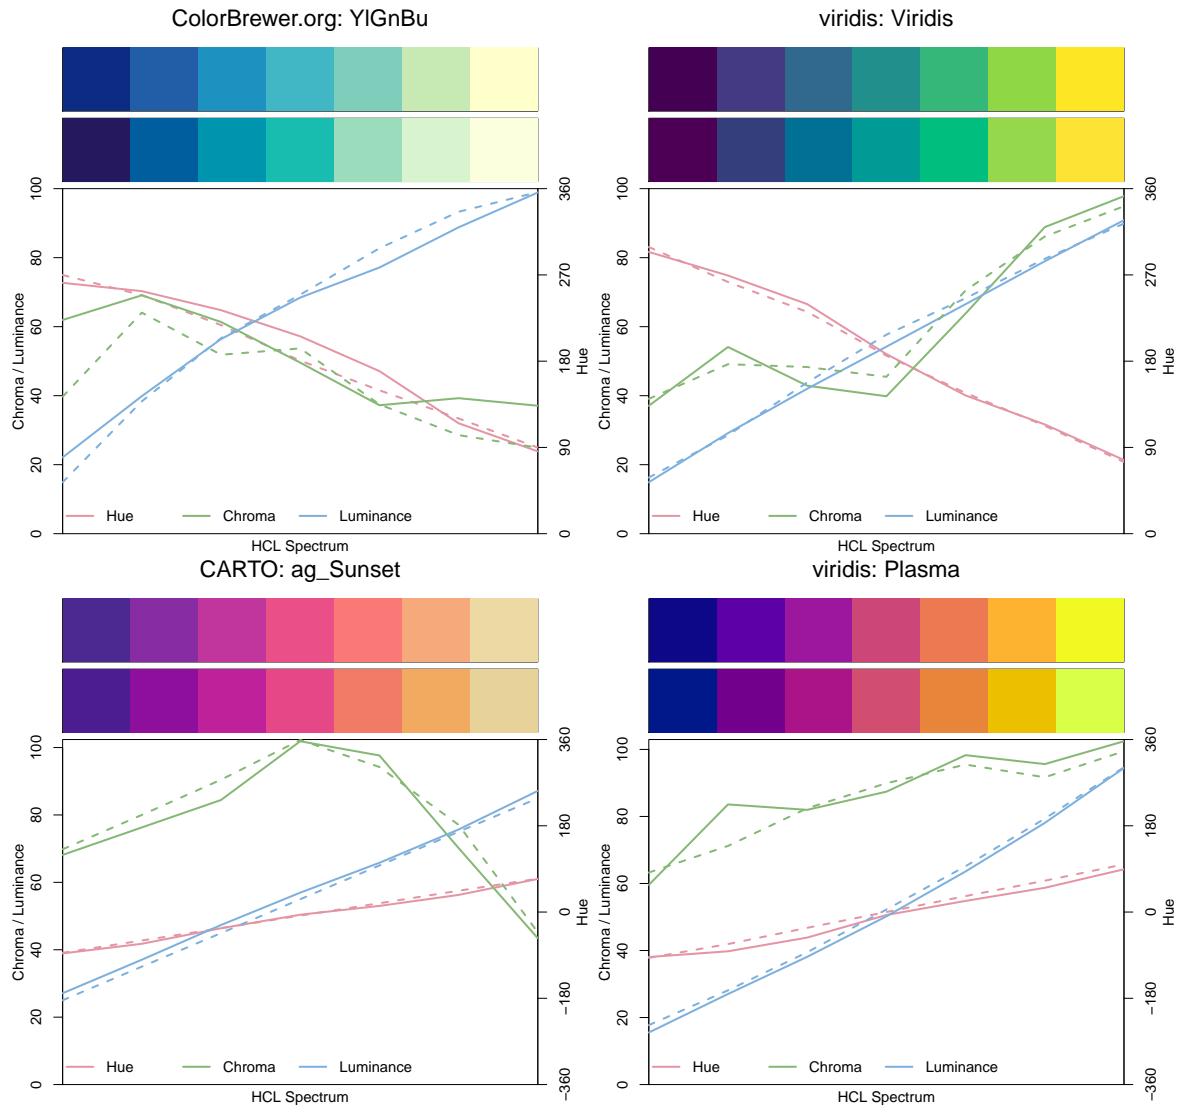 ColorBrewer.org: YlGnBu
viridis: Viridis
0
20
40
60
80
100
Chroma / Luminance
0
90
180
270
360
Hue
Hue
Chroma
Luminance
HCL Spectrum
0
20
40
60
80
100
Chroma / Luminance
0
90
180
270
360
Hue
Hue
Chroma
Luminance
HCL Spectrum
CARTO: ag_Sunset
viridis: Plasma
0
20
40
60
80
100
Chroma / Luminance
−360
−180
0
180
360
Hue
Hue
Chroma
Luminance
HCL Spectrum
0
20
40
60
80
100
Chroma / Luminance
−360
−180
0
180
360
Hue
Hue
Chroma
Luminance
HCL Spectrum